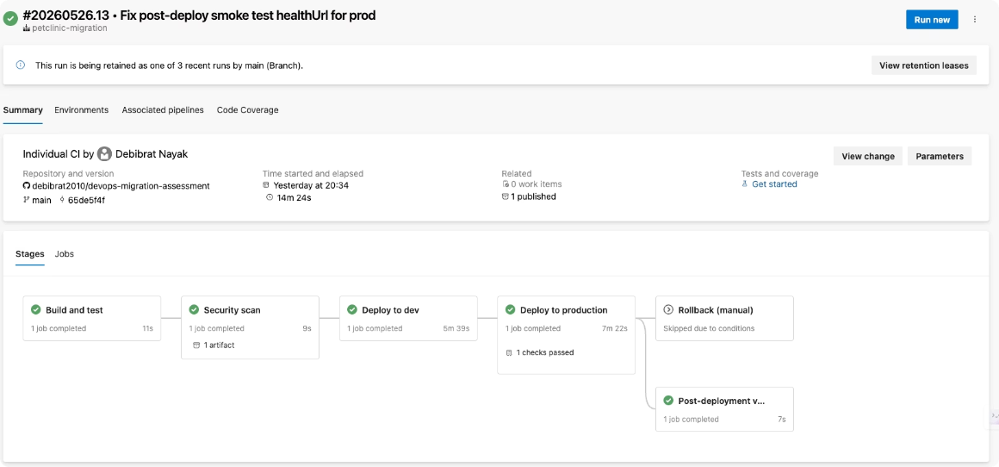 #20260526.13 • Fix post-deploy smoke test healthUrl for prod
petclinic-migration
Run new
This run is being retained as one of 3 recent runs by main (Branch).
View retention leases
Summary Environments Associated pipelines Code Coverage
Individual CI by Debibrat Nayak
View change Parameters
Repository and version
debibrat2010/devops-migration-assessment
main 65de5f4f
Time started and elapsed
Yesterday at 20:34
14m 24s
Related
0 work items
1 published
Tests and coverage
Get started
Stages Jobs
Build and test
1 job completed 11s
Security scan
1 job completed 9s
1 artifact
Deploy to dev
1 job completed 5m 39s
Deploy to production
1 job completed 7m 22s
1 checks passed
Rollback (manual)
Skipped due to conditions
Post-deployment v...
1 job completed 7s